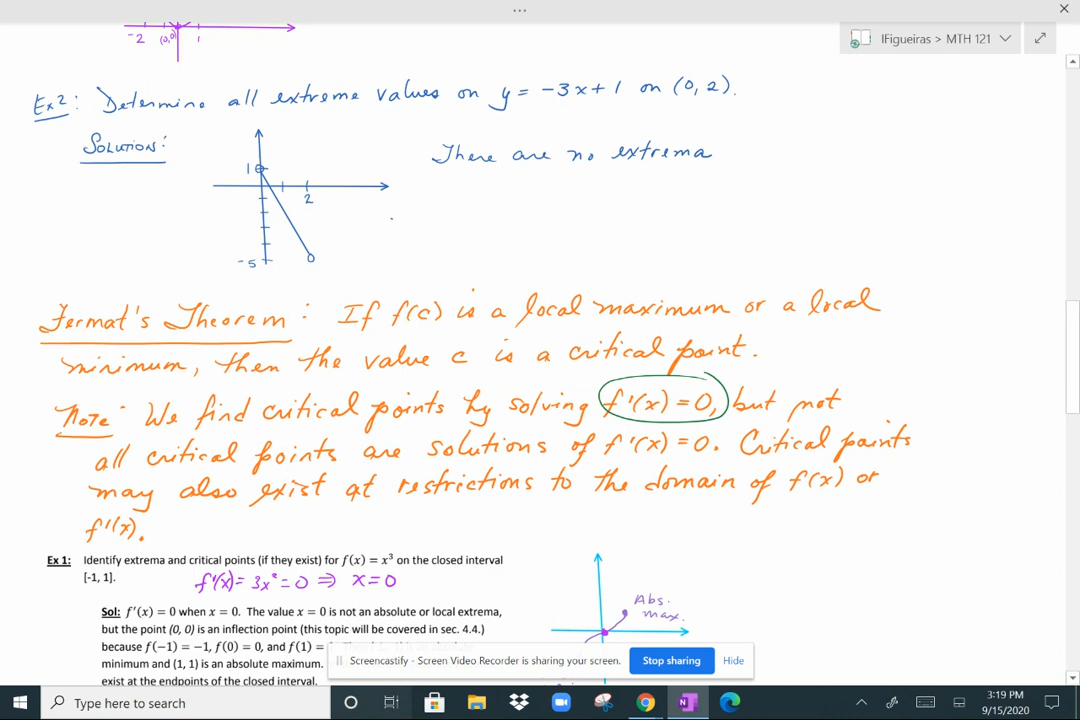 IFigueiras > MTH 121
-2 (0,0) 1
Ex2: Determine all extreme values on y = -3x+1 on (0, 2).
Solution:
There are no extrema
1
2
-5
Fermat's Theorem: If f(c) is a local maximum or a local
minimum, then the value c is a critical point.
Note: We find critical points by solving f'(x) = 0, but not
all critical points are solutions of f'(x) = 0. Critical points
may also exist at restrictions to the domain of f(x) or
f'(x).
Ex 1: Identify extrema and critical points (if they exist) for f(x) = x³ on the closed interval
[-1, 1].
f'(x) = 3x² = 0 ⇒ x = 0
Sol: f′(x) = 0 when x = 0. The value x = 0 is not an absolute or local extrema,
but the point (0, 0) is an inflection point (this topic will be covered in sec. 4.4.)
because f(−1) = −1, f(0) = 0, and f(1) =
minimum and (1, 1) is an absolute maximum.
exist at the endpoints of the closed interval.
Abs.
max.
Screencastify - Screen Video Recorder is sharing your screen.
Stop sharing
Hide
Type here to search
3:19 PM
9/15/2020